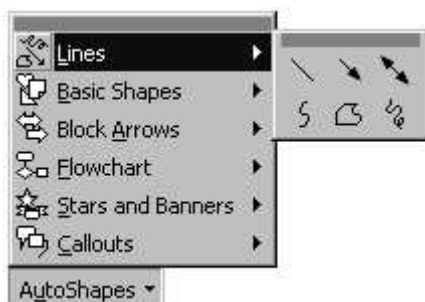 Lines
Basic Shapes
Block Arrows
Flowchart
Stars and Banners
Callouts
AutoShapes